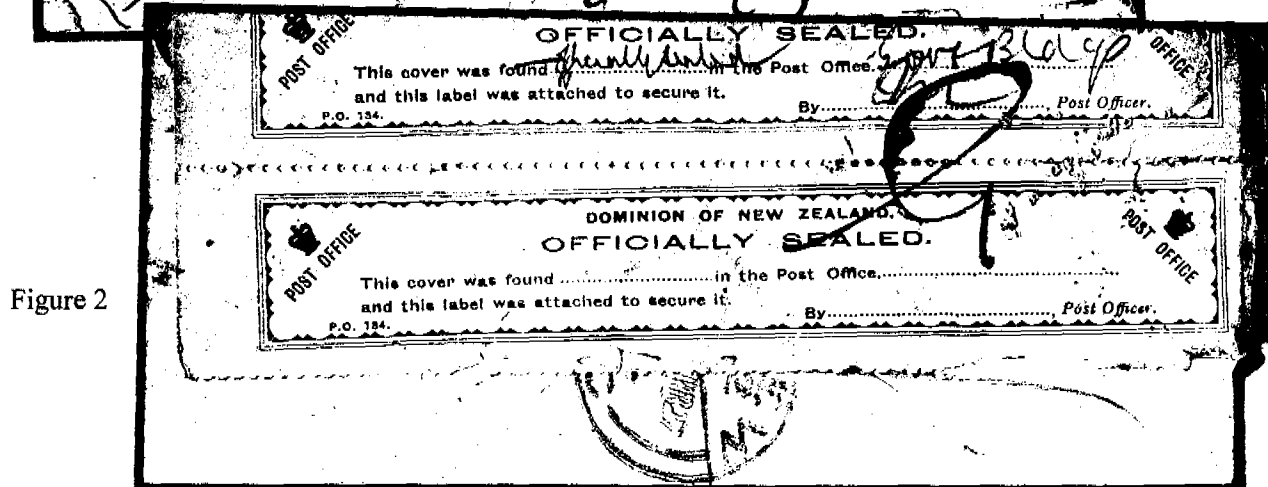 OFFICIALLY SEALED.
POST OFFICE
OFFICE
This cover was found ............ in the Post Office. Govt Bldgs
and this label was attached to secure it.
By............................, Post Officer.
P.O. 134.
DOMINION OF NEW ZEALAND.
OFFICIALLY SEALED.
POST OFFICE
POST OFFICE
This cover was found ............ in the Post Office............
and this label was attached to secure it.
By............................, Post Officer.
P.O. 134.
Figure 2